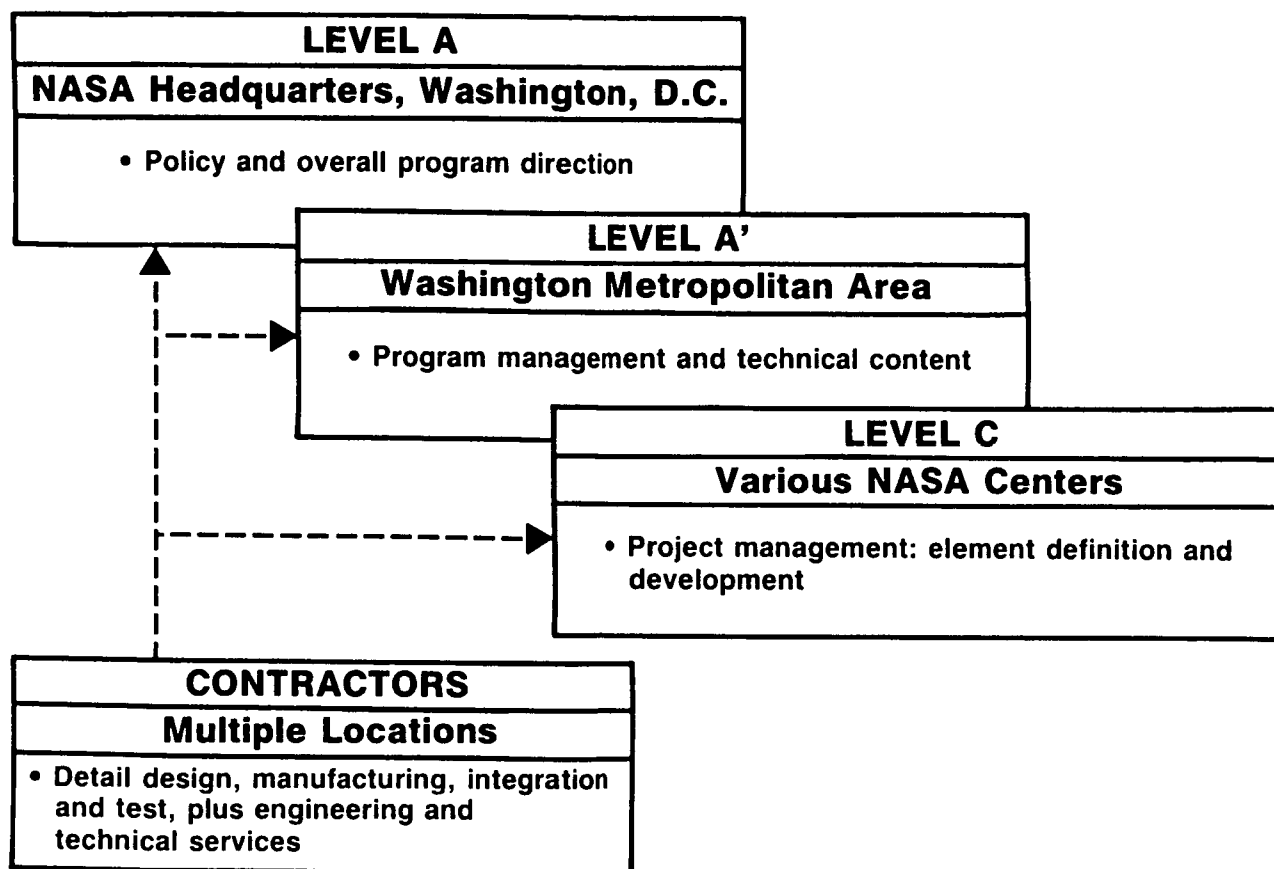 LEVEL A
NASA Headquarters, Washington, D.C.
• Policy and overall program direction
LEVEL A'
Washington Metropolitan Area
• Program management and technical content
LEVEL C
Various NASA Centers
• Project management: element definition and
development
CONTRACTORS
Multiple Locations
• Detail design, manufacturing, integration
and test, plus engineering and
technical services